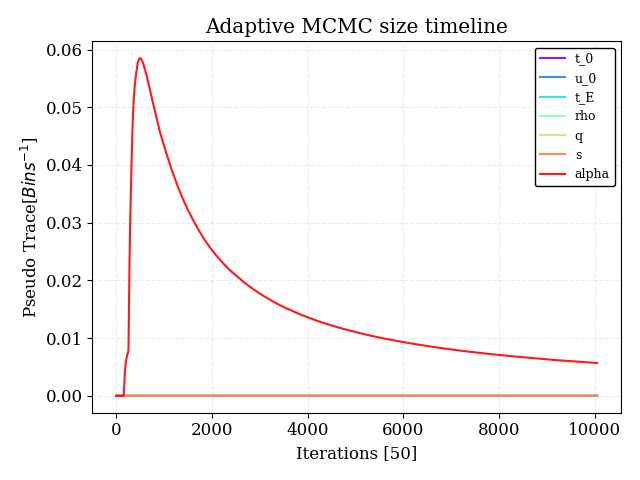 Adaptive MCMC size timeline
0.06
0.05
0.04
0.03
0.02
0.01
0.00
Pseudo Trace[Bins⁻¹]
t_0
u_0
t_E
rho
q
s
alpha
0 2000 4000 6000 8000 10000
Iterations [50]